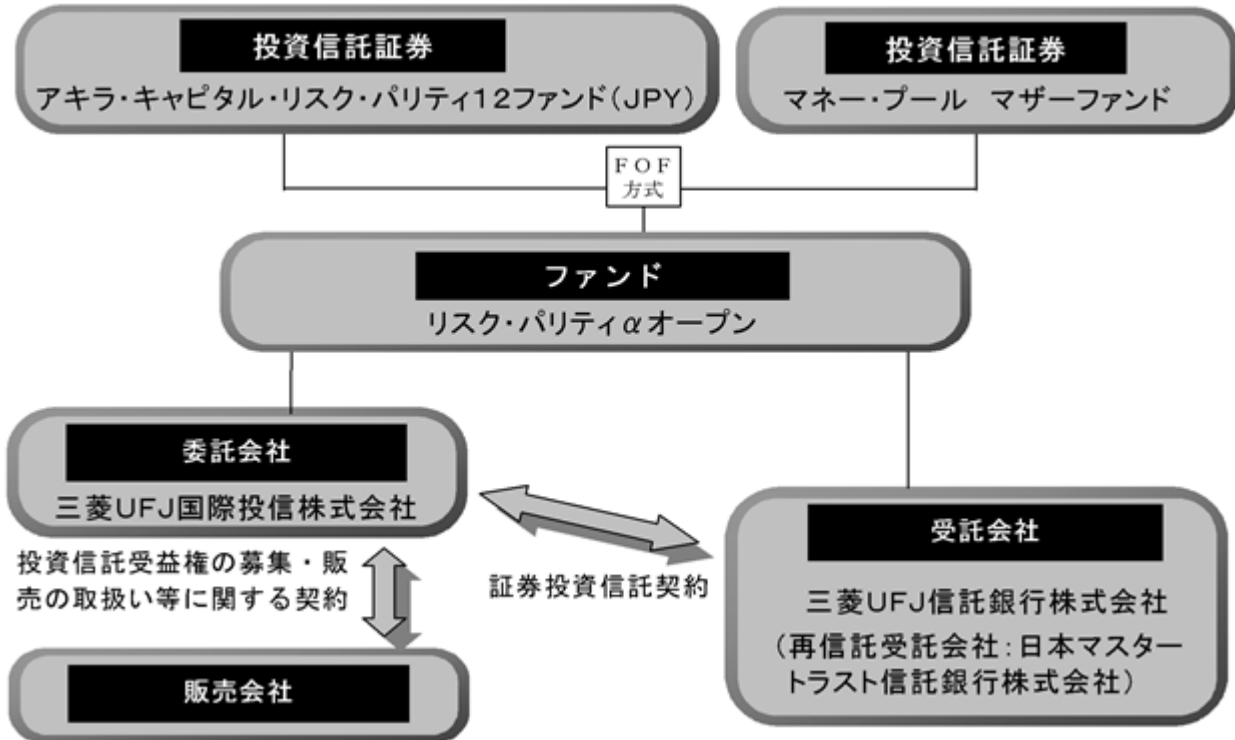 投資信託証券
アキラ・キャピタル・リスク・パリティ12ファンド(JPY)
投資信託証券
マネー・プール マザーファンド
FOF
方式
ファンド
リスク・パリティαオープン
委託会社
三菱UFJ国際投信株式会社
投資信託受益権の募集・販
売の取扱い等に関する契約
証券投資信託契約
受託会社
三菱UFJ信託銀行株式会社
(再信託受託会社:日本マスター
トラスト信託銀行株式会社)
販売会社